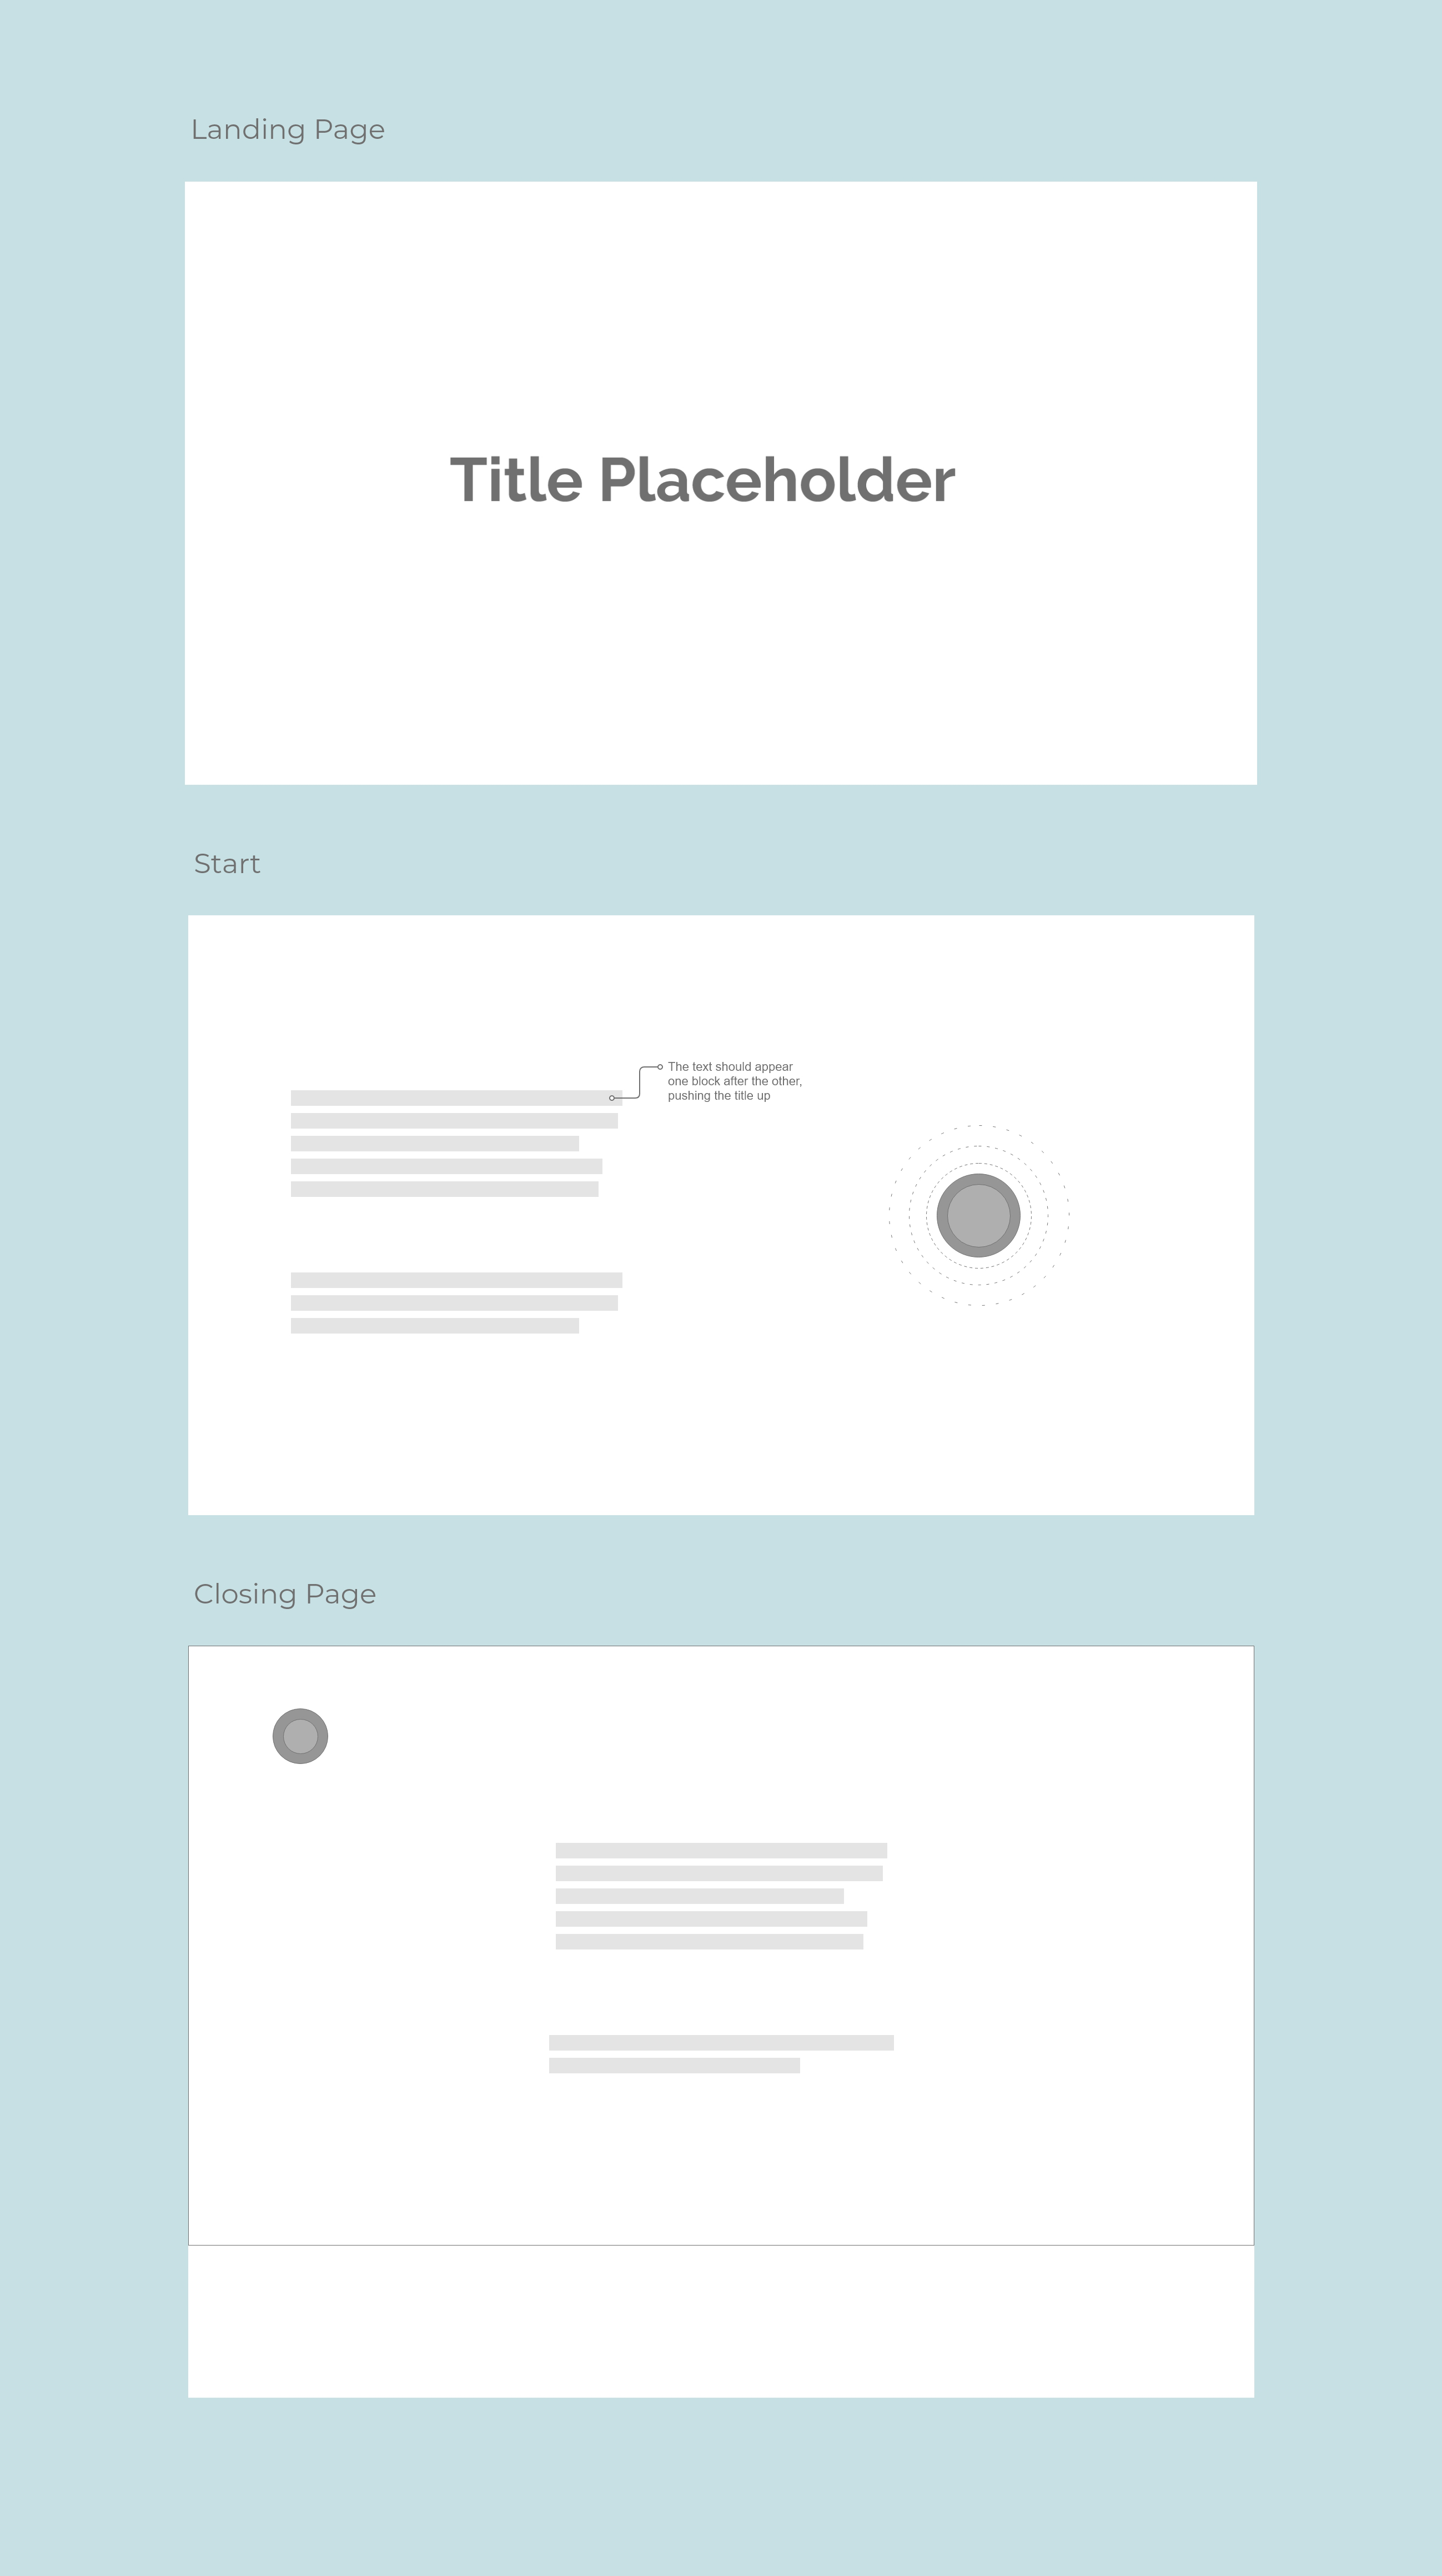 Landing Page
Title Placeholder
Start
The text should appear
one block after the other,
pushing the title up
Closing Page